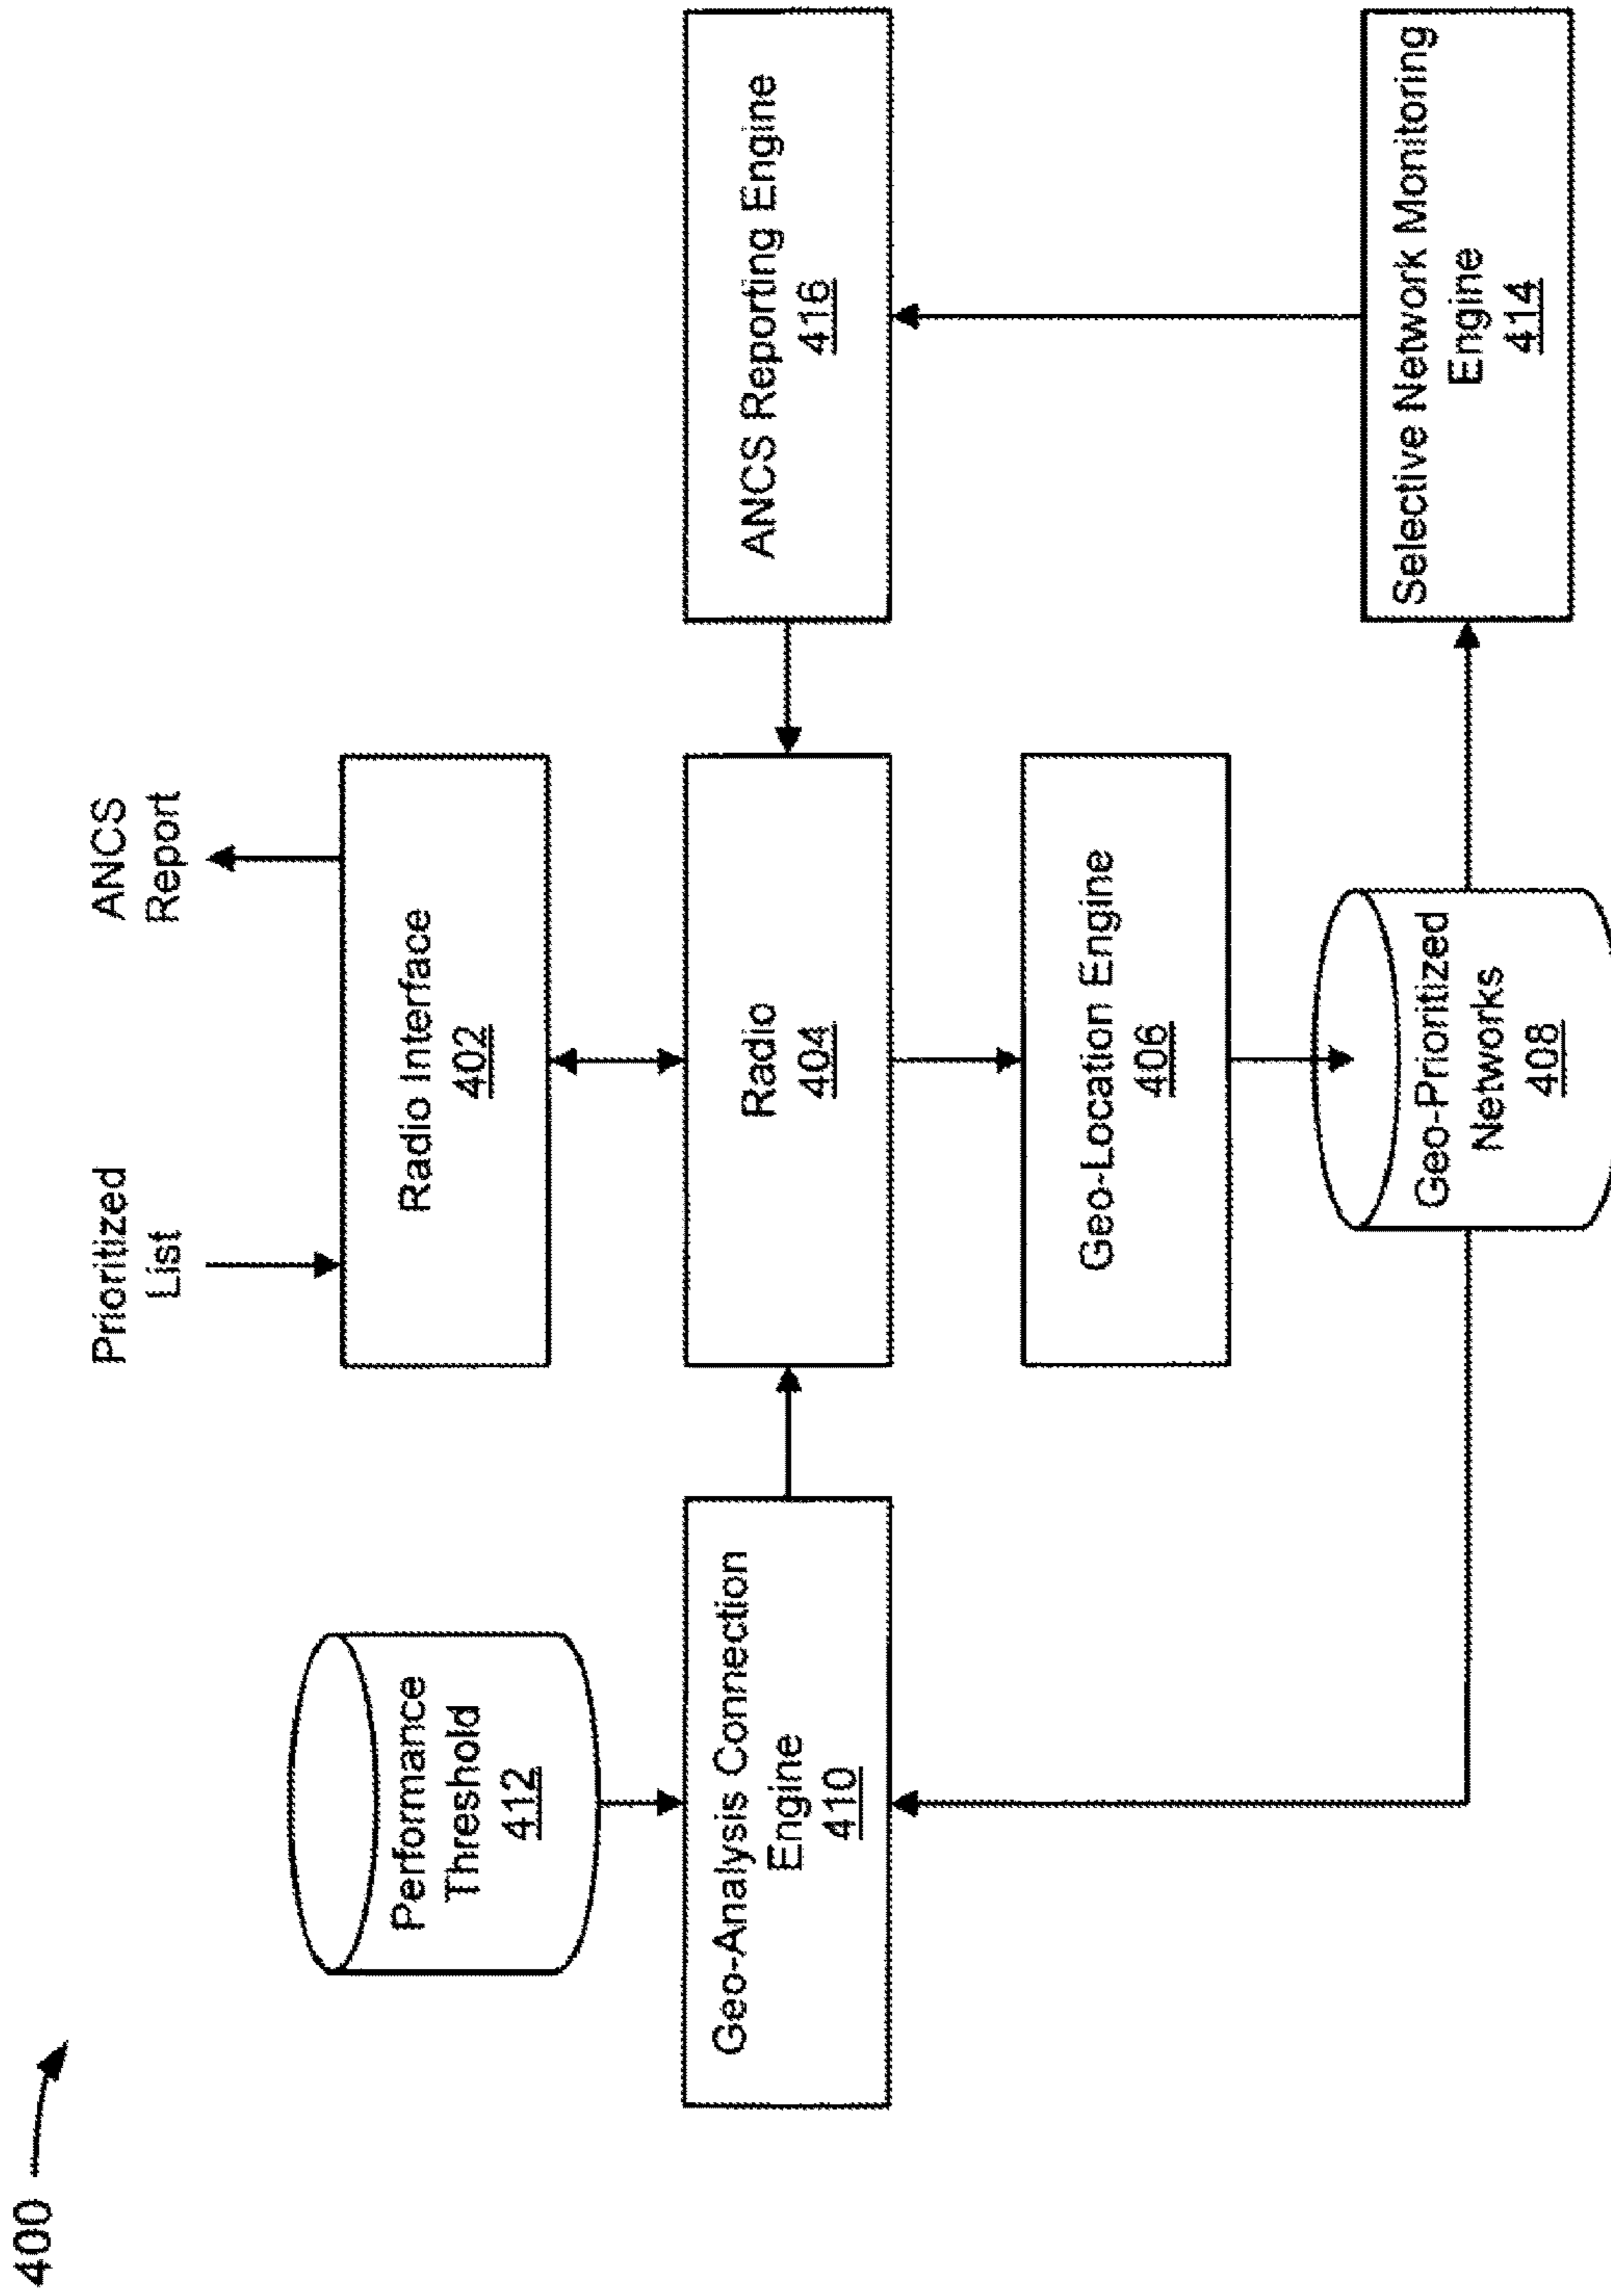 400
Prioritized
List
ANCS
Report
Performance
Threshold
412
Radio Interface
402
Geo-Analysis Connection
Engine
410
Radio
404
ANCS Reporting Engine
416
Geo-Location Engine
406
Geo-Prioritized
Networks
408
Selective Network Monitoring
Engine
414